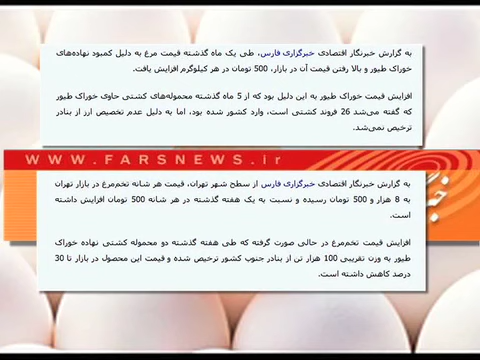 به گزارش خبرنگار اقتصادی خبرگزاری فارس، طی یک ماه گذشته قیمت مرغ به دلیل کمبود نهاده‌های
خوراک طیور و بالا رفتن قیمت آن در بازار، 500 تومان در هر کیلوگرم افزایش یافت.
افزایش قیمت خوراک طیور به این دلیل بود که از 5 ماه گذشته محموله‌های کشتی حاوی خوراک طیور
که گفته می‌شد 26 فروند کشتی است، وارد کشور شده بود، اما به دلیل عدم تخصیص ارز از بنادر
ترخیص نمی‌شد.
WWW.FARSNEWS.ir
به گزارش خبرنگار اقتصادی خبرگزاری فارس از سطح شهر تهران، قیمت هر شانه تخم‌مرغ در بازار تهران
به 8 هزار و 500 تومان رسیده و نسبت به یک هفته گذشته در هر شانه 500 تومان افزایش داشته
است.
افزایش قیمت تخم‌مرغ در حالی صورت گرفته که طی هفته گذشته دو محموله کشتی نهاده خوراک
طیور به وزن تقریبی 100 هزار تن از بنادر جنوب کشور ترخیص شده و قیمت این محصول در بازار تا 30
درصد کاهش داشته است.